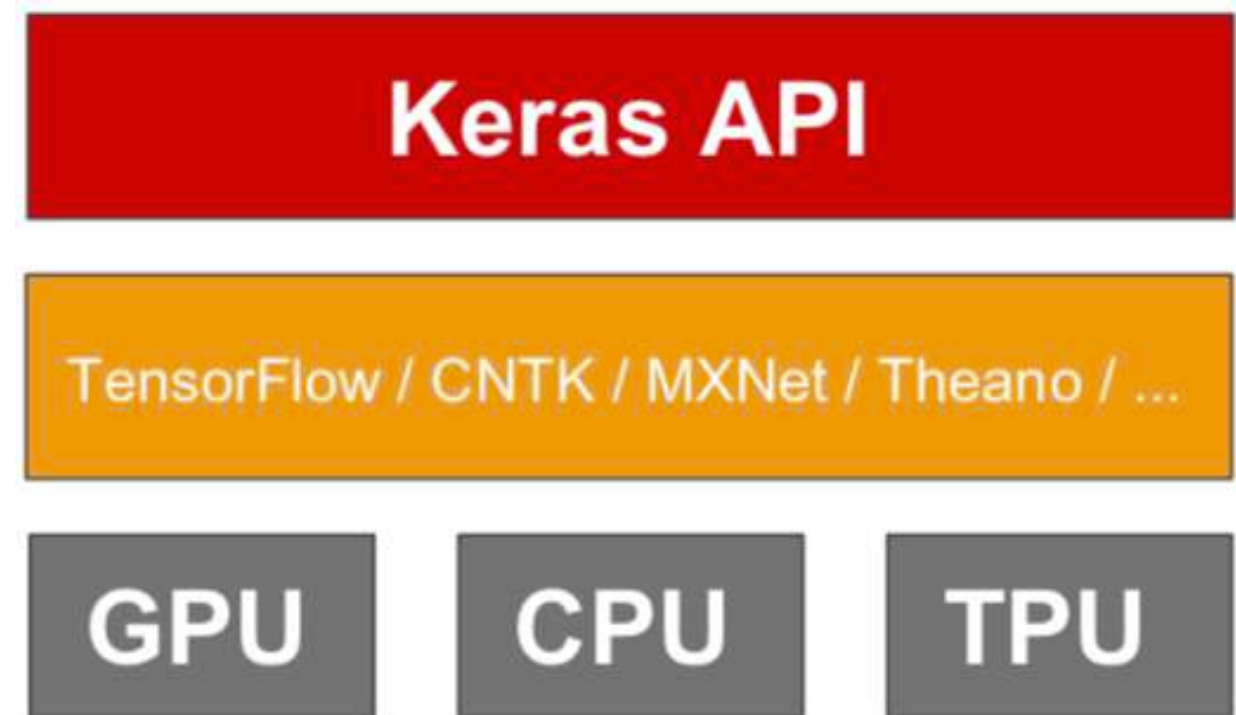 Keras API
TensorFlow / CNTK / MXNet / Theano / ...
GPU CPU TPU